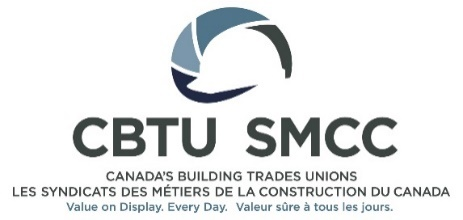 CBTU SMCC
CANADA'S BUILDING TRADES UNIONS
LES SYNDICATS DES MÉTIERS DE LA CONSTRUCTION DU CANADA
Value on Display. Every Day. Valeur sûre à tous les jours.